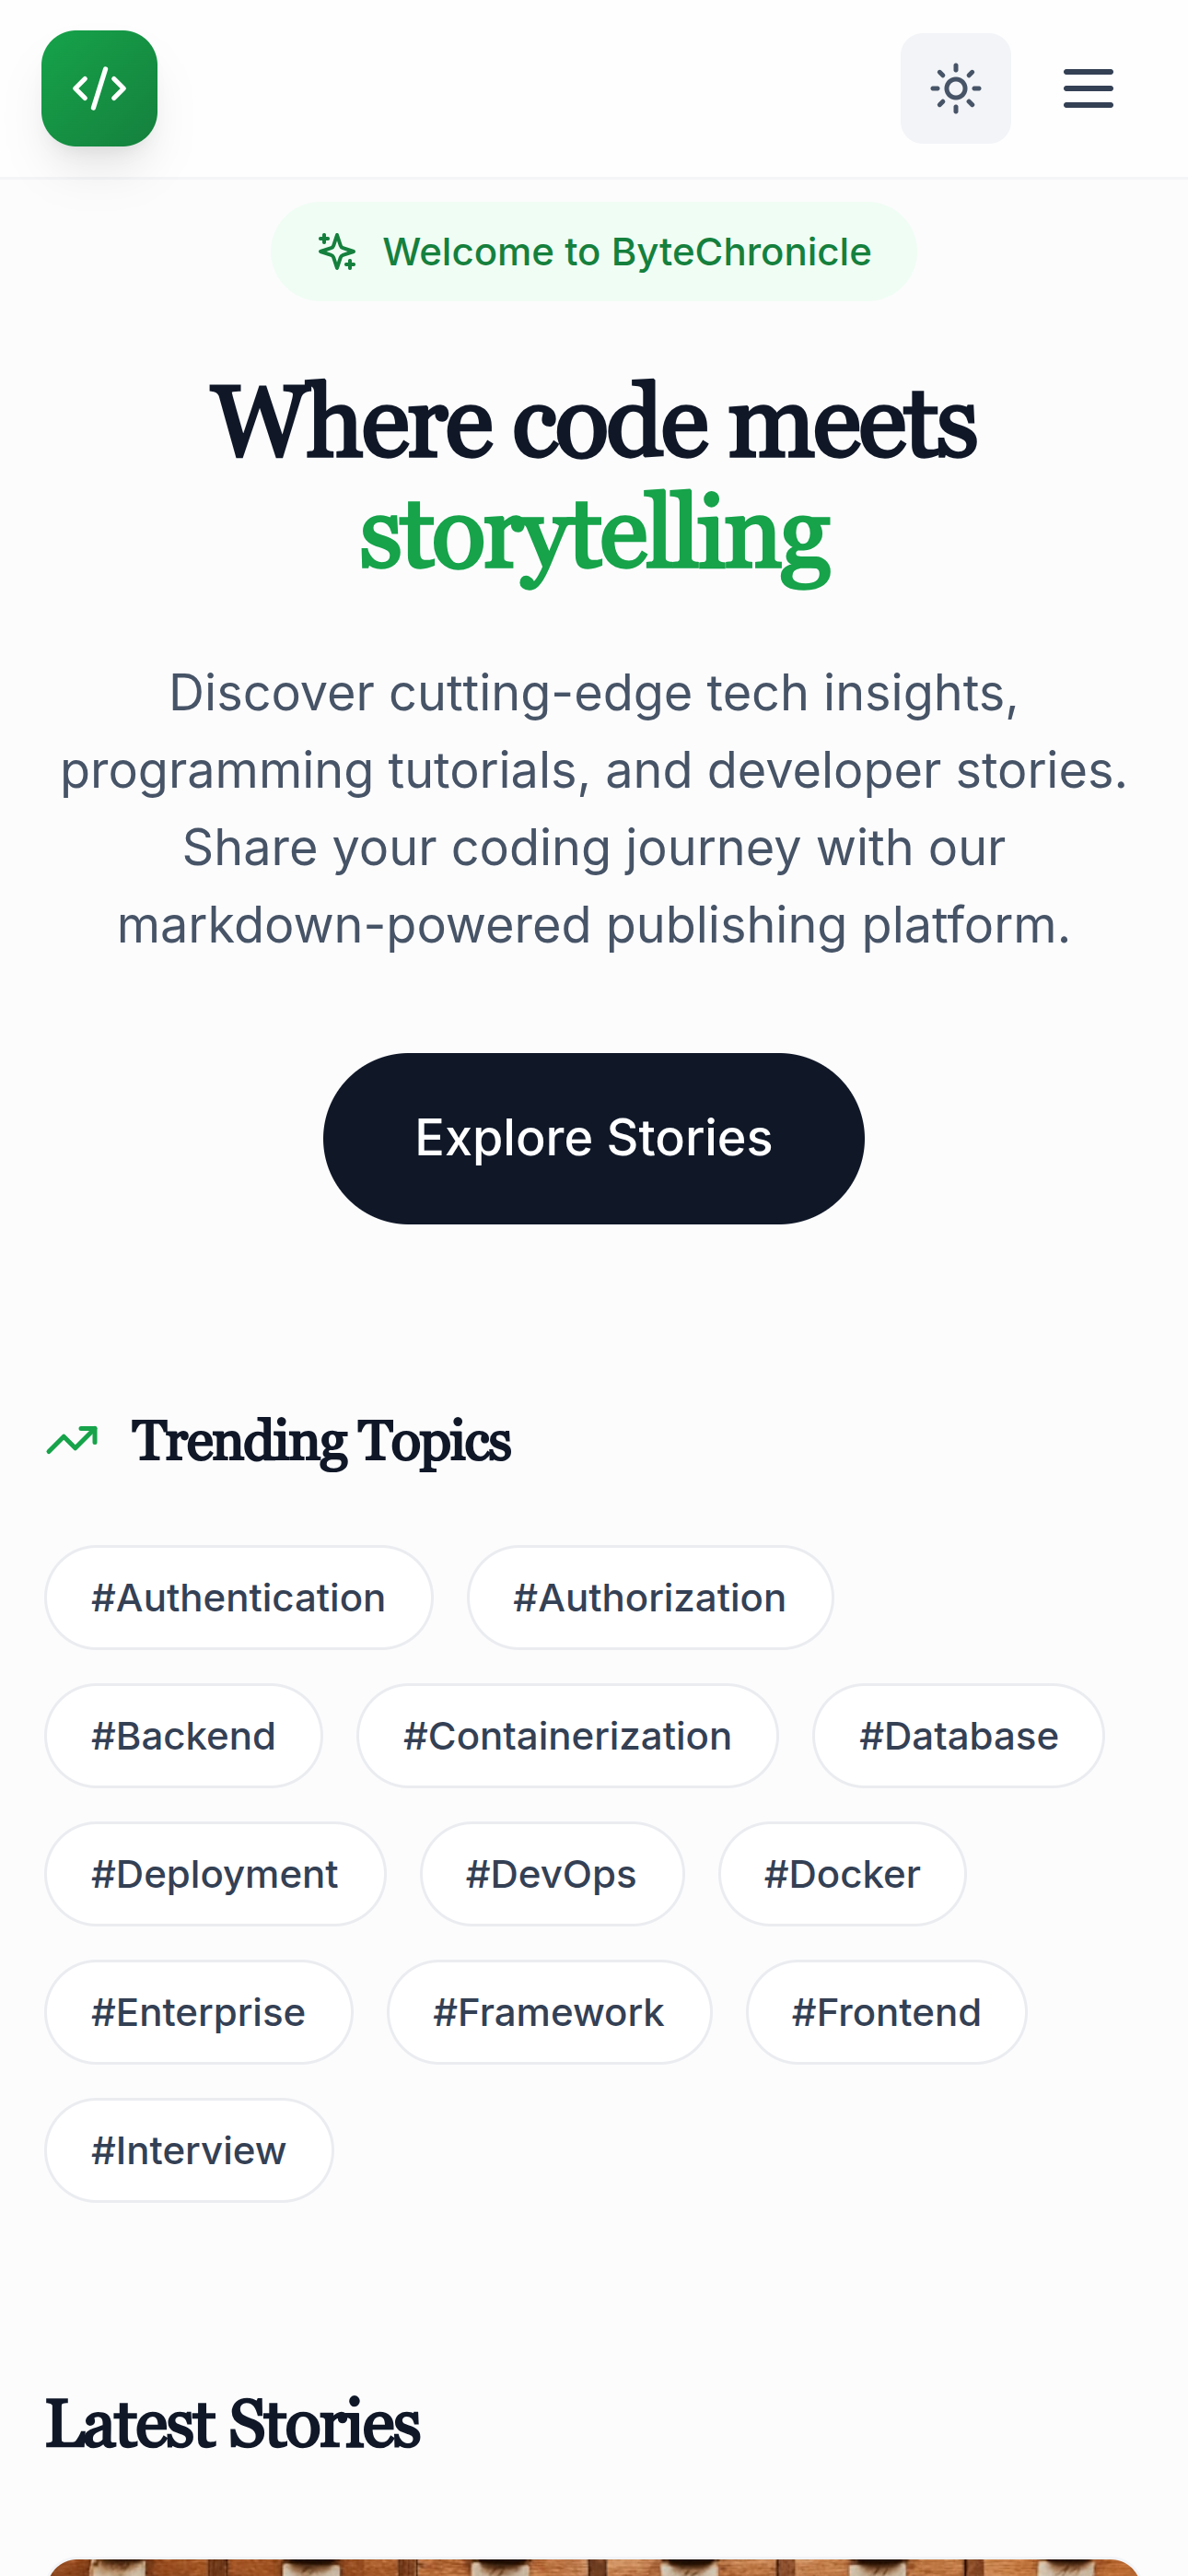 Welcome to ByteChronicle
Where code meets
storytelling
Discover cutting-edge tech insights,
programming tutorials, and developer stories.
Share your coding journey with our
markdown-powered publishing platform.
Explore Stories
Trending Topics
#Authentication #Authorization
#Backend #Containerization #Database
#Deployment #DevOps #Docker
#Enterprise #Framework #Frontend
#Interview
Latest Stories